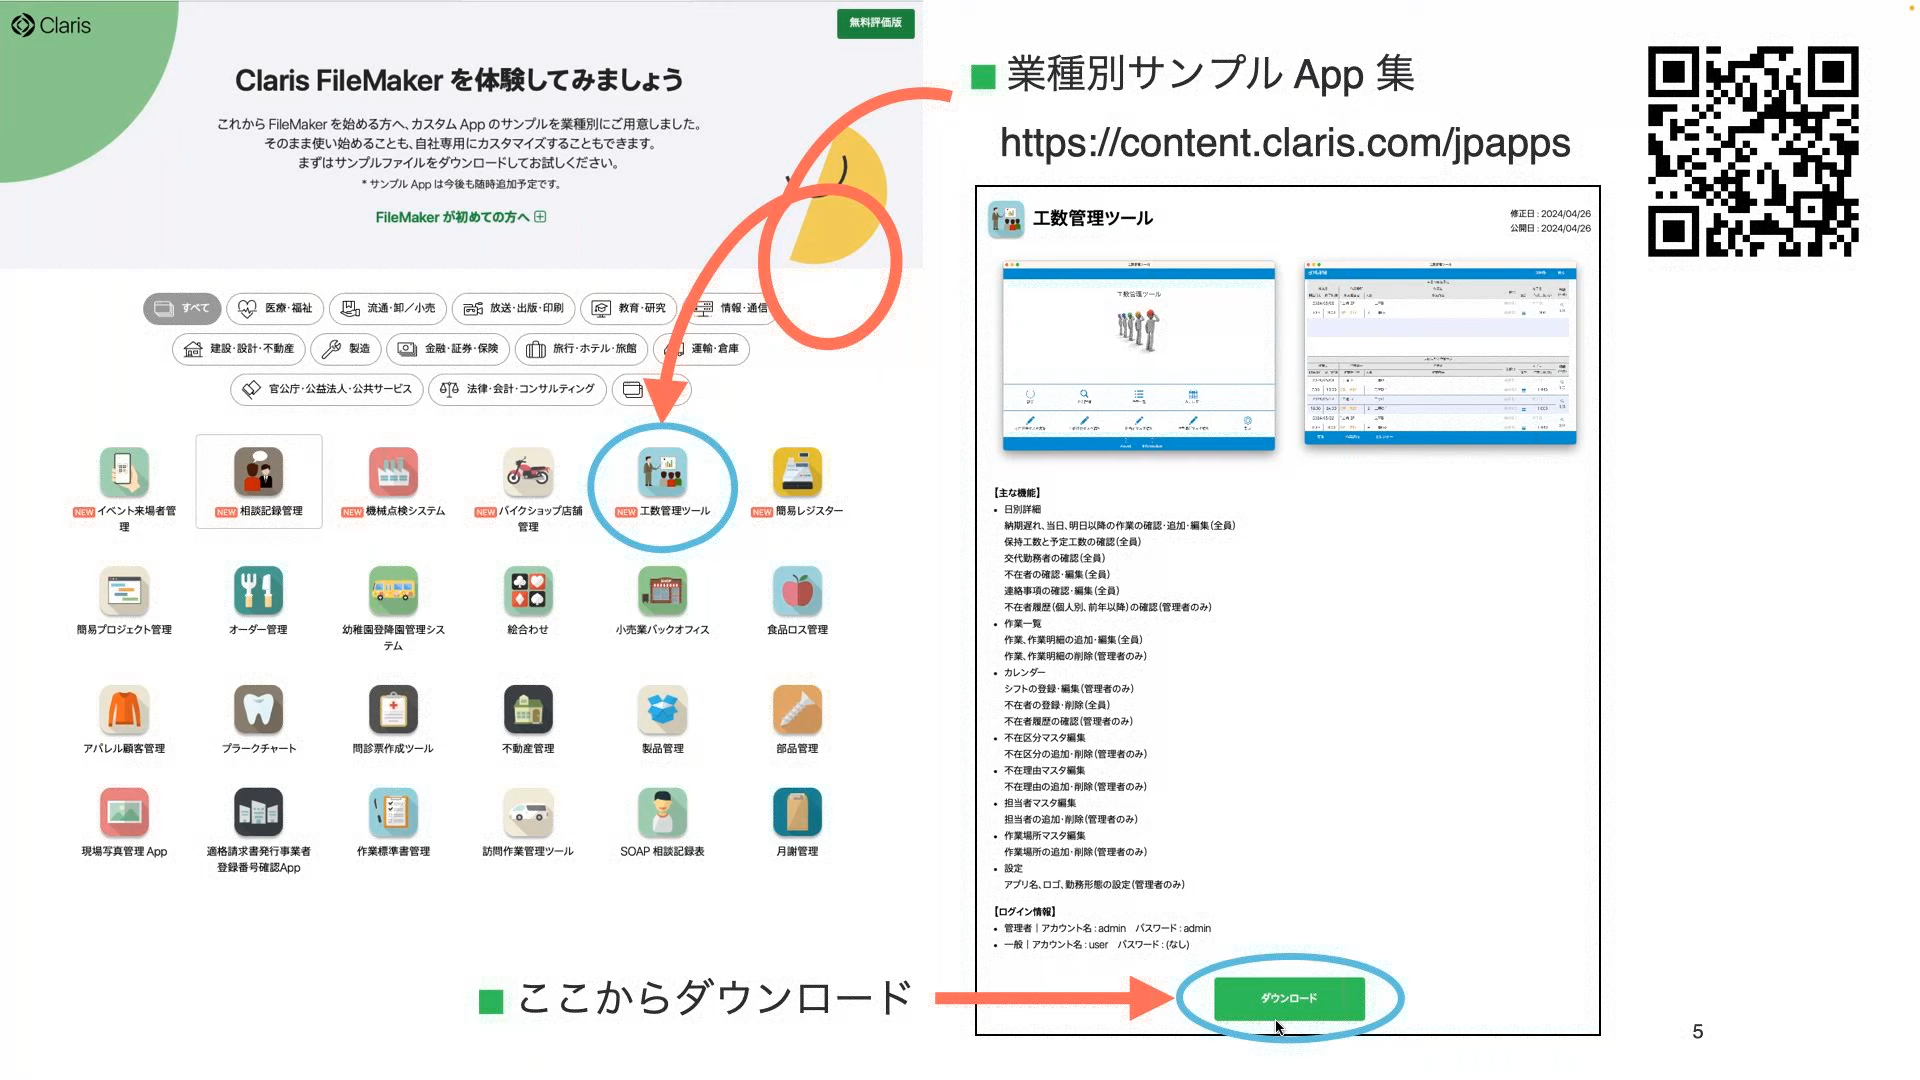 Claris
無料評価版
Claris FileMaker を体験してみましょう
これから FileMaker を始める方へ、カスタム App のサンプルを業種別にご用意しました。
そのまま使い始めることも、自社専用にカスタマイズすることもできます。
まずはサンプルファイルをダウンロードしてお試しください。
* サンプル App は今後も随時追加予定です。
FileMaker が初めての方へ
すべて
医療・福祉
流通・卸／小売
放送・出版・印刷
教育・研究
情報・通信
建設・設計・不動産
製造
金融・証券・保険
旅行・ホテル・旅館
運輸・倉庫
官公庁・公益法人・公共サービス
法律・会計・コンサルティング
NEW イベント来場者管
理
NEW 相談記録管理
NEW 機械点検システム
NEW バイクショップ店舗
管理
NEW 工数管理ツール
NEW 簡易レジスター
簡易プロジェクト管理
オーダー管理
幼稚園登降園管理シス
テム
絵合わせ
小売業バックオフィス
食品ロス管理
アパレル顧客管理
プラークチャート
問診票作成ツール
不動産管理
製品管理
部品管理
現場写真管理 App
適格請求書発行事業者
登録番号確認App
作業標準書管理
訪問作業管理ツール
SOAP 相談記録表
月謝管理
ここからダウンロード
業種別サンプル App 集
https://content.claris.com/jpapps
工数管理ツール
修正日 : 2024/04/26
公開日 : 2024/04/26
工数管理ツール
【主な機能】
• 日別詳細
納期遅れ、当日、明日以降の作業の確認・追加・編集(全員)
保持工数と予定工数の確認(全員)
交代勤務者の確認(全員)
不在者の確認・編集(全員)
連絡事項の確認・編集(全員)
不在者履歴(個人別、前年以降)の確認(管理者のみ)
• 作業一覧
作業、作業明細の追加・編集(全員)
作業、作業明細の削除(管理者のみ)
• カレンダー
シフトの登録・編集(管理者のみ)
不在者の登録・削除(全員)
不在者履歴の確認(管理者のみ)
• 不在区分マスタ編集
不在区分の追加・削除(管理者のみ)
• 不在理由マスタ編集
不在理由の追加・削除(管理者のみ)
• 担当者マスタ編集
担当者の追加・削除(管理者のみ)
• 作業場所マスタ編集
作業場所の追加・削除(管理者のみ)
• 設定
アプリ名、ロゴ、勤務形態の設定(管理者のみ)
【ログイン情報】
• 管理者｜アカウント名 : admin パスワード : admin
• 一般｜アカウント名 : user パスワード : (なし)
ダウンロード
5